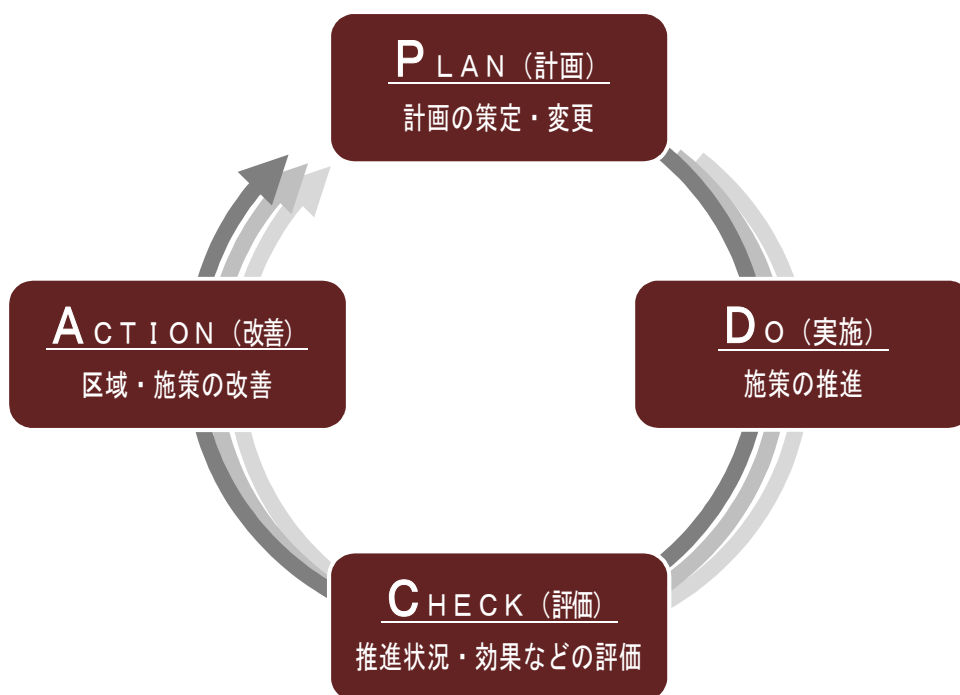 ＰＬＡＮ（計画）
計画の策定・変更
ＡＣＴＩＯＮ（改善）
区域・施策の改善
ＤＯ（実施）
施策の推進
ＣＨＥＣＫ（評価）
推進状況・効果などの評価